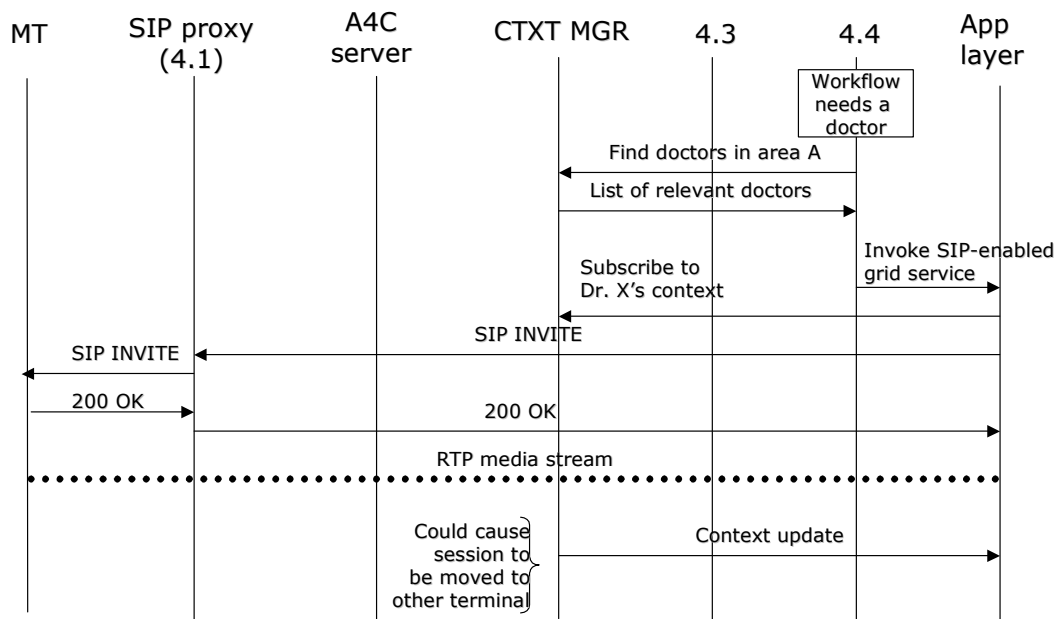 MT
SIP proxy
(4.1)
A4C
server
CTXT MGR
4.3
4.4
App
layer
Workflow
needs a
doctor
Find doctors in area A
List of relevant doctors
Invoke SIP-enabled
grid service
Subscribe to
Dr. X's context
SIP INVITE
SIP INVITE
200 OK
200 OK
RTP media stream
Could cause
session to
be moved to
other terminal
Context update